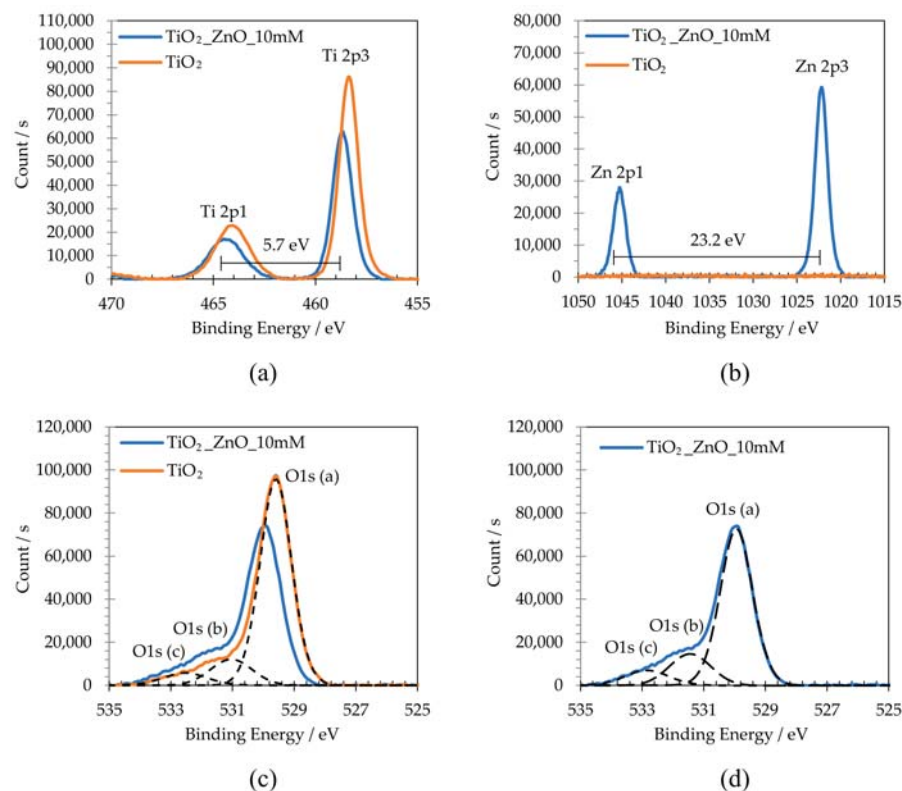 110,000
100,000
90,000
80,000
70,000
60,000
50,000
40,000
30,000
20,000
10,000
0
Count / s
TiO₂_ZnO_10mM
TiO₂
Ti 2p3
Ti 2p1
5.7 eV
470 465 460 455
Binding Energy / eV
(a)
80,000
70,000
60,000
50,000
40,000
30,000
20,000
10,000
0
Count / s
TiO₂_ZnO_10mM
TiO₂
Zn 2p3
Zn 2p1
23.2 eV
1050 1045 1040 1035 1030 1025 1020 1015
Binding Energy / eV
(b)
120,000
100,000
80,000
60,000
40,000
20,000
0
Count / s
TiO₂_ZnO_10mM
TiO₂
O1s (a)
O1s (b)
O1s (c)
535 533 531 529 527 525
Binding Energy / eV
(c)
120,000
100,000
80,000
60,000
40,000
20,000
0
Count / s
TiO₂_ZnO_10mM
O1s (a)
O1s (b)
O1s (c)
535 533 531 529 527 525
Binding Energy / eV
(d)